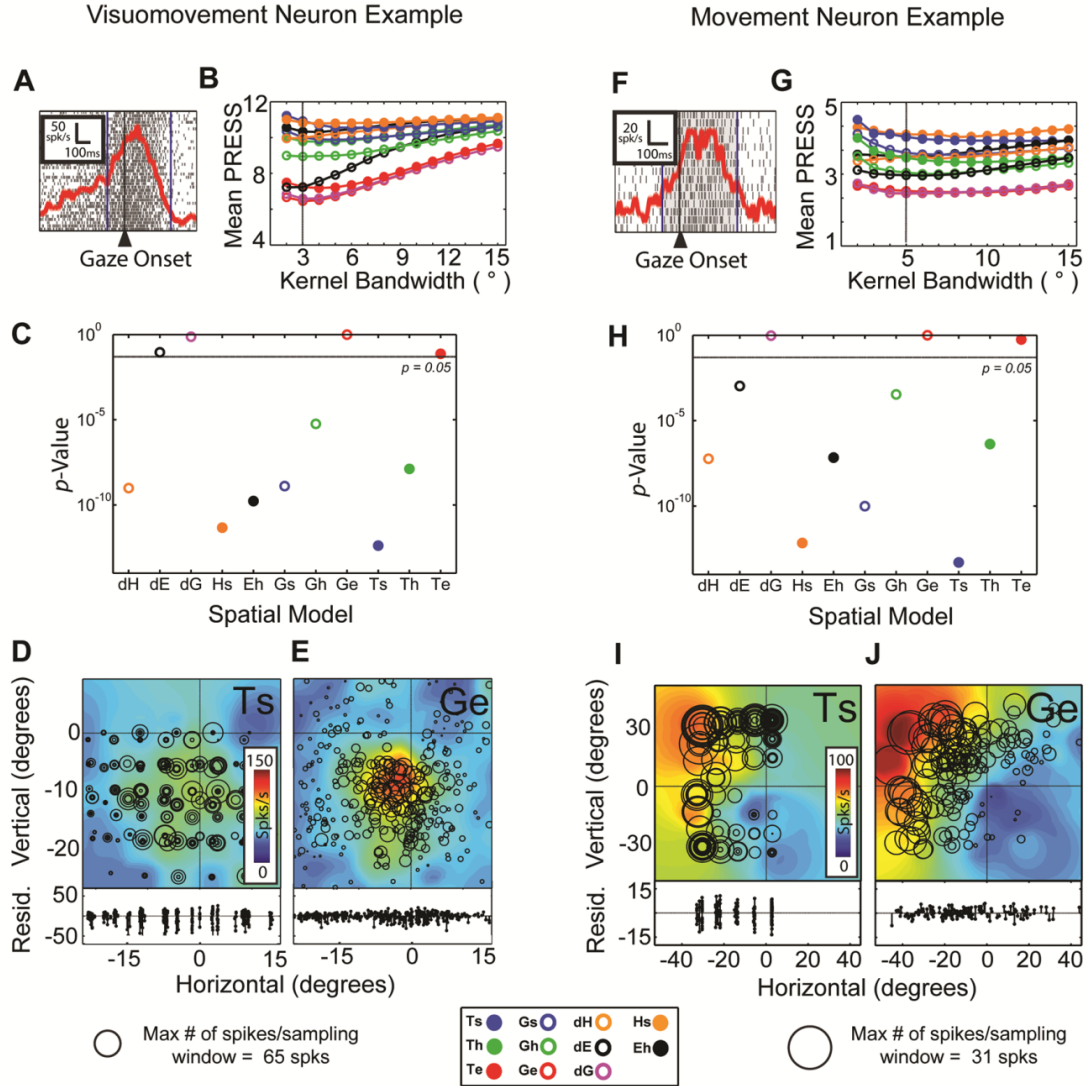 Visuomovement Neuron Example
Movement Neuron Example
A
50
spk/s
100ms
Gaze Onset
B
Mean PRESS
12
10
8
6
4
3 6 9 12 15
Kernel Bandwidth ( ° )
F
20
spk/s
100ms
Gaze Onset
G
Mean PRESS
5
4
3
2
1
5 10 15
Kernel Bandwidth ( ° )
C
p-Value
10^0
10^-5
10^-10
p = 0.05
dH dE dG Hs Eh Gs Gh Ge Ts Th Te
Spatial Model
H
p-Value
10^0
10^-5
10^-10
p = 0.05
dH dE dG Hs Eh Gs Gh Ge Ts Th Te
Spatial Model
D
Ts
Vertical (degrees)
0
-10
-20
150
Spks/s
0
Resid.
50
0
-50
-15 0 15
E
Ge
-15 0 15
Horizontal (degrees)
I
Ts
Vertical (degrees)
30
0
-30
100
Spks/s
0
Resid.
15
-15
-40 -20 0 20 40
J
Ge
-40 -20 0 20 40
Horizontal (degrees)
Max # of spikes/sampling
window = 65 spks
Ts Gs dH Hs
Th Gh dE Eh
Te Ge dG
Max # of spikes/sampling
window = 31 spks